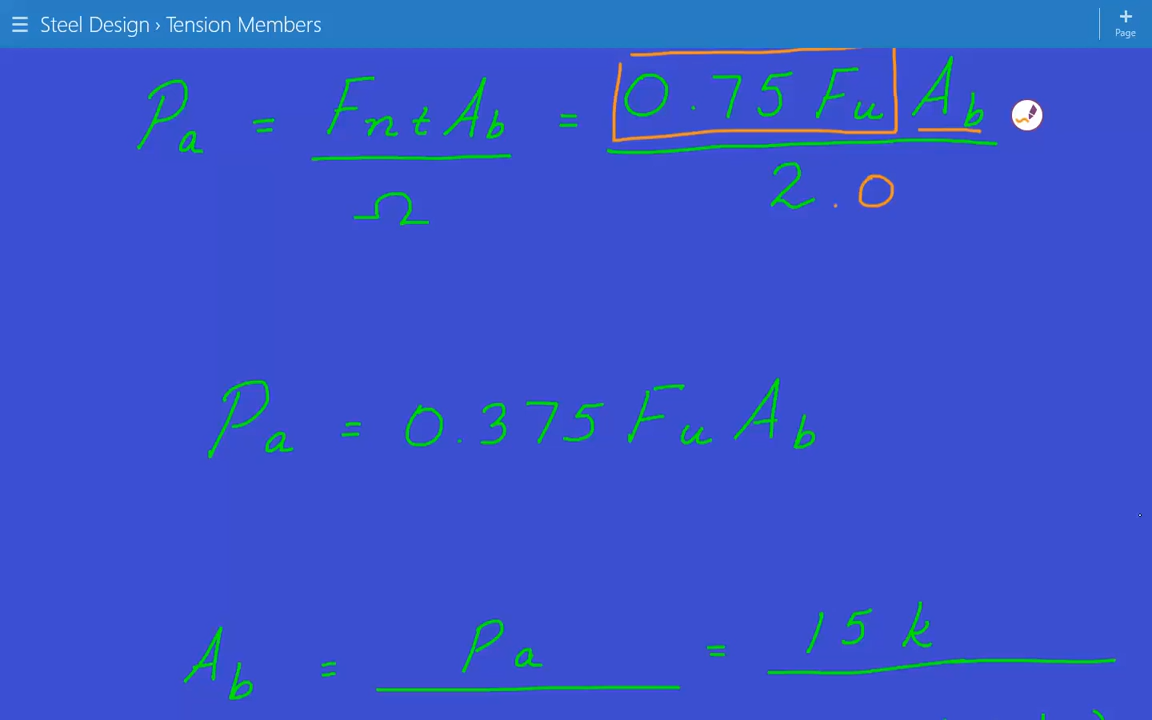 Steel Design › Tension Members
Page
Pa = Fnt Ab / Ω = 0.75 Fu Ab / 2.0
Pa = 0.375 Fu Ab
Ab = Pa = 15 k